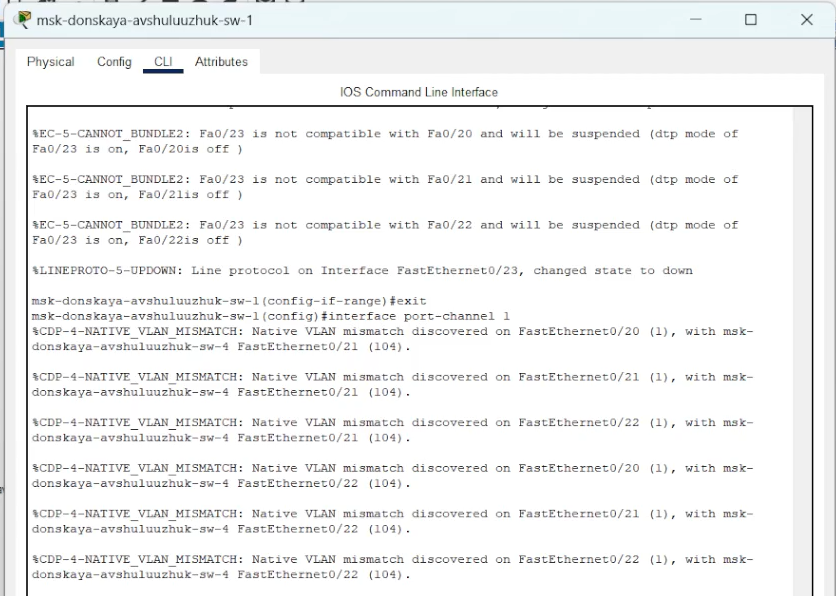 msk-donskaya-avshuluuzhuk-sw-1
Physical Config CLI Attributes
IOS Command Line Interface
%EC-5-CANNOT_BUNDLE2: Fa0/23 is not compatible with Fa0/20 and will be suspended (dtp mode of
Fa0/23 is on, Fa0/20is off )
%EC-5-CANNOT_BUNDLE2: Fa0/23 is not compatible with Fa0/21 and will be suspended (dtp mode of
Fa0/23 is on, Fa0/21is off )
%EC-5-CANNOT_BUNDLE2: Fa0/23 is not compatible with Fa0/22 and will be suspended (dtp mode of
Fa0/23 is on, Fa0/22is off )
%LINEPROTO-5-UPDOWN: Line protocol on Interface FastEthernet0/23, changed state to down
msk-donskaya-avshuluuzhuk-sw-1(config-if-range)#exit
msk-donskaya-avshuluuzhuk-sw-1(config)#interface port-channel 1
%CDP-4-NATIVE_VLAN_MISMATCH: Native VLAN mismatch discovered on FastEthernet0/20 (1), with msk-
donskaya-avshuluuzhuk-sw-4 FastEthernet0/21 (104).
%CDP-4-NATIVE_VLAN_MISMATCH: Native VLAN mismatch discovered on FastEthernet0/21 (1), with msk-
donskaya-avshuluuzhuk-sw-4 FastEthernet0/21 (104).
%CDP-4-NATIVE_VLAN_MISMATCH: Native VLAN mismatch discovered on FastEthernet0/22 (1), with msk-
donskaya-avshuluuzhuk-sw-4 FastEthernet0/21 (104).
%CDP-4-NATIVE_VLAN_MISMATCH: Native VLAN mismatch discovered on FastEthernet0/20 (1), with msk-
donskaya-avshuluuzhuk-sw-4 FastEthernet0/22 (104).
%CDP-4-NATIVE_VLAN_MISMATCH: Native VLAN mismatch discovered on FastEthernet0/21 (1), with msk-
donskaya-avshuluuzhuk-sw-4 FastEthernet0/22 (104).
%CDP-4-NATIVE_VLAN_MISMATCH: Native VLAN mismatch discovered on FastEthernet0/22 (1), with msk-
donskaya-avshuluuzhuk-sw-4 FastEthernet0/22 (104).